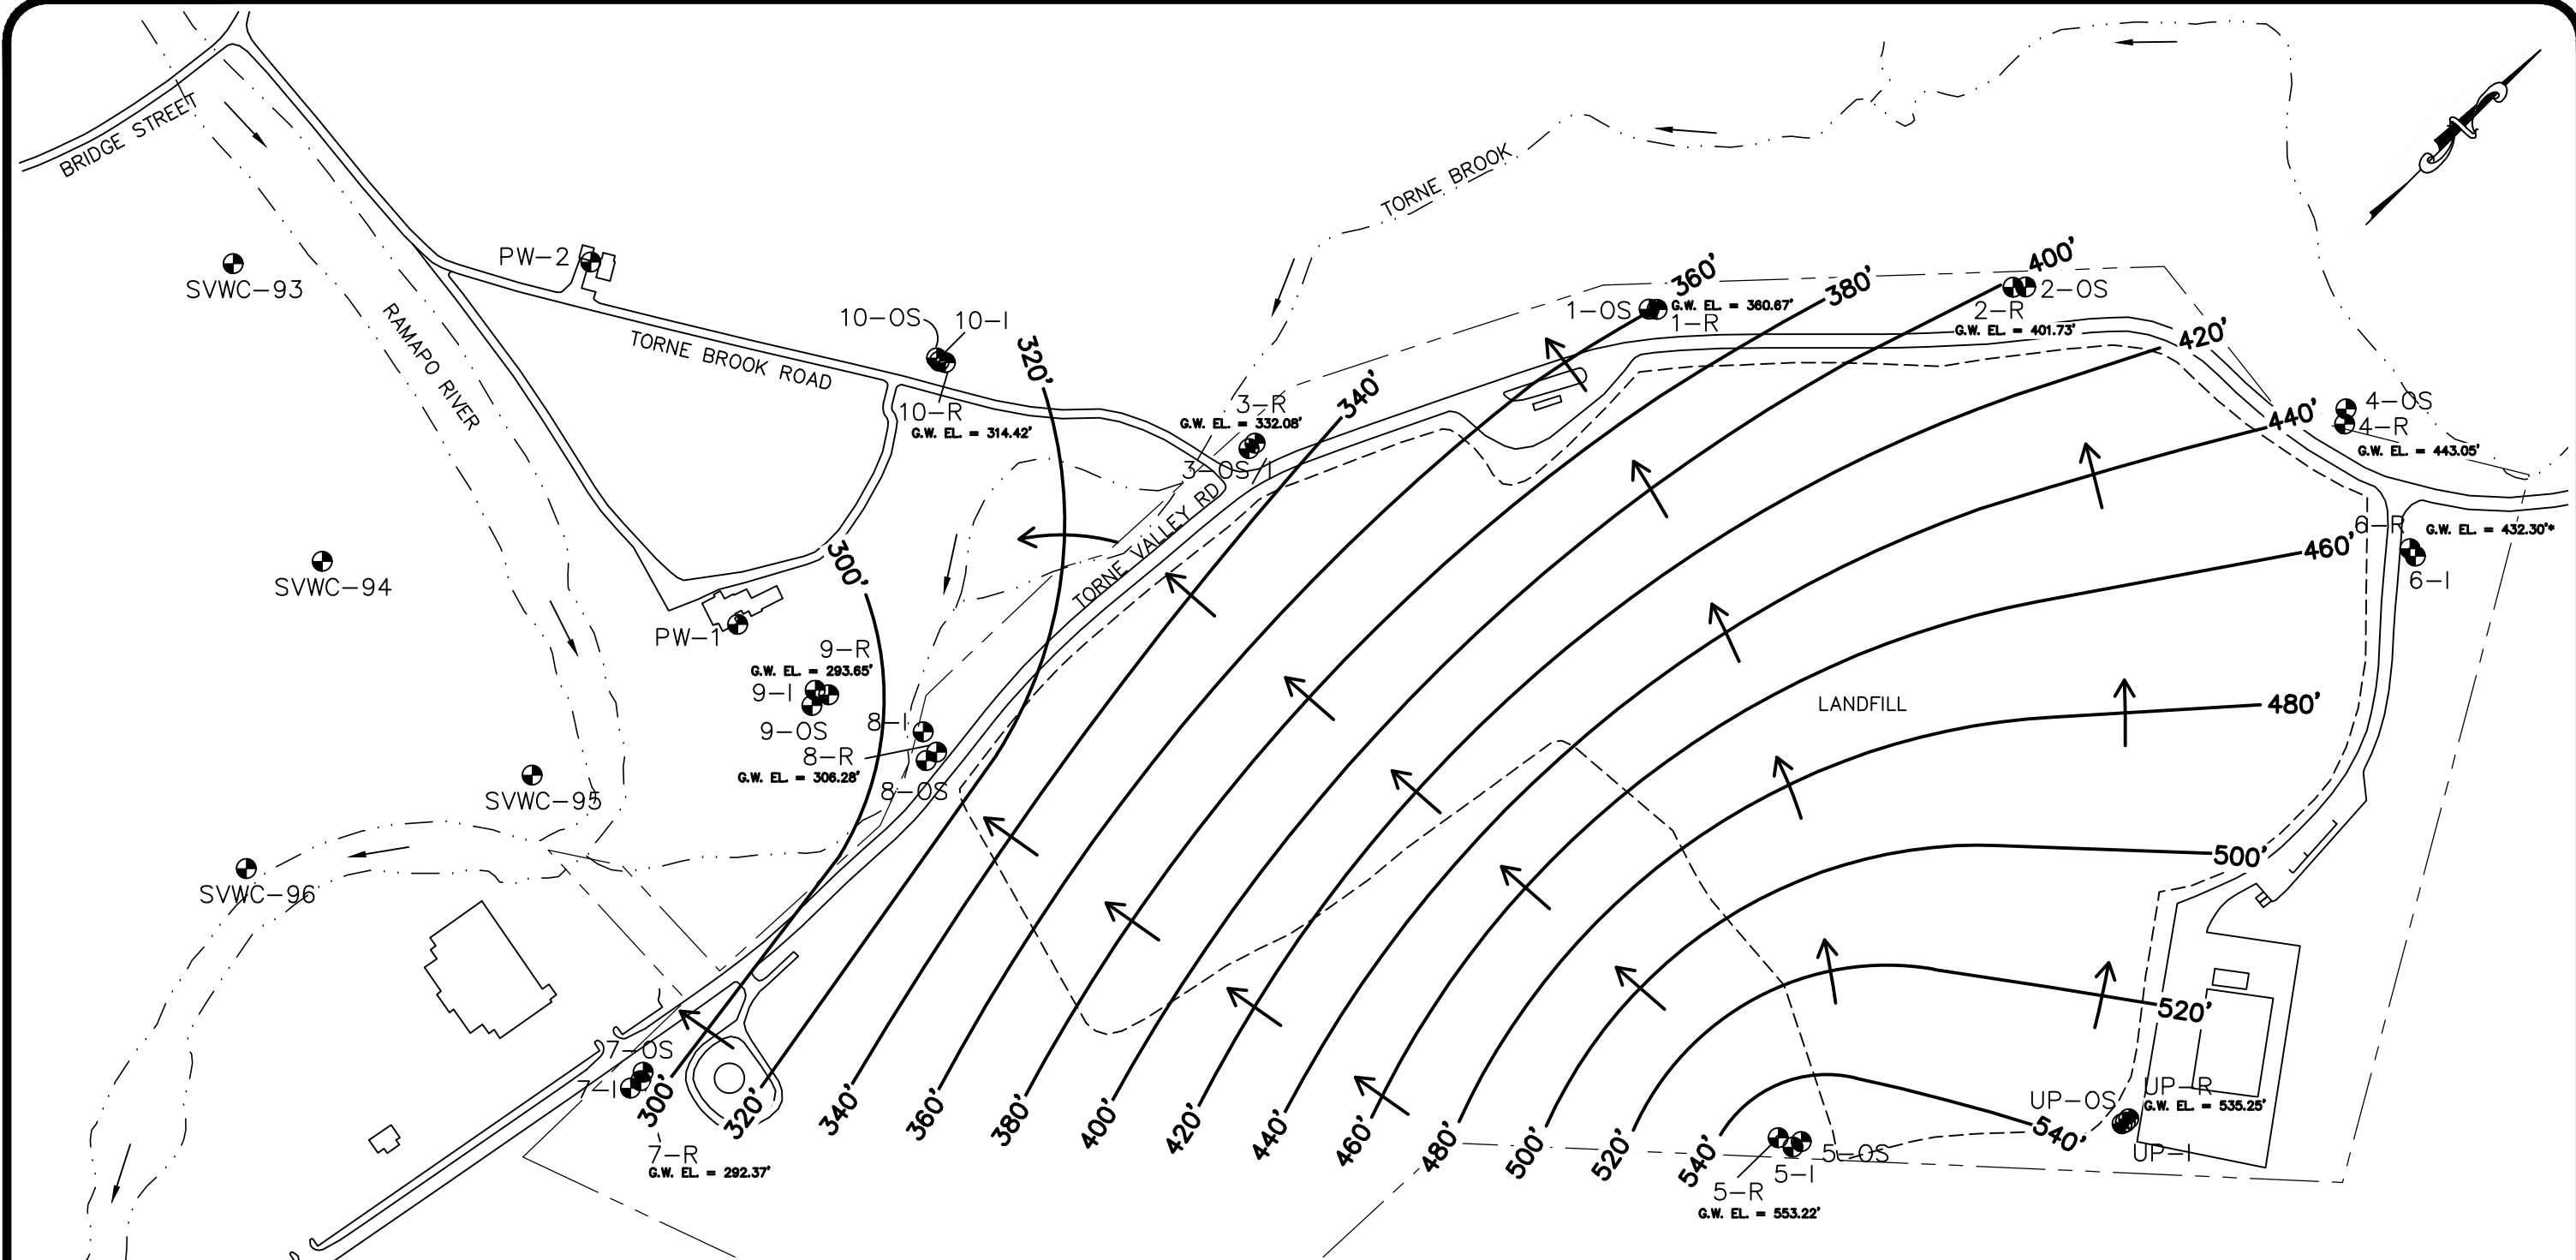 BRIDGE STREET
SVWC-93
PW-2
RAMAPO RIVER
TORNE BROOK ROAD
10-OS
10-I
10-R
G.W. EL. = 314.42'
320'
TORNE BROOK
3-R
G.W. EL. = 332.08'
3-OS
I
340'
1-OS
360'
G.W. EL. = 360.67'
1-R
380'
400'
2-OS
2-R
G.W. EL. = 401.73'
420'
4-OS
440'
4-R
G.W. EL. = 443.05'
6-R
G.W. EL. = 432.30'*
460'
6-I
TORNE VALLEY RD
300'
SVWC-94
PW-1
9-R
G.W. EL. = 293.65'
9-I
9-OS
8-I
8-R
G.W. EL. = 306.28'
8-OS
LANDFILL
480'
SVWC-95
SVWC-96
500'
520'
7-OS
7-I
300'
320'
340'
360'
380'
400'
420'
440'
460'
480'
500'
520'
540'
7-R
G.W. EL. = 292.37'
5-OS
5-I
5-R
G.W. EL. = 553.22'
540'
UP-OS
UP-R
G.W. EL. = 535.25'
UP-I